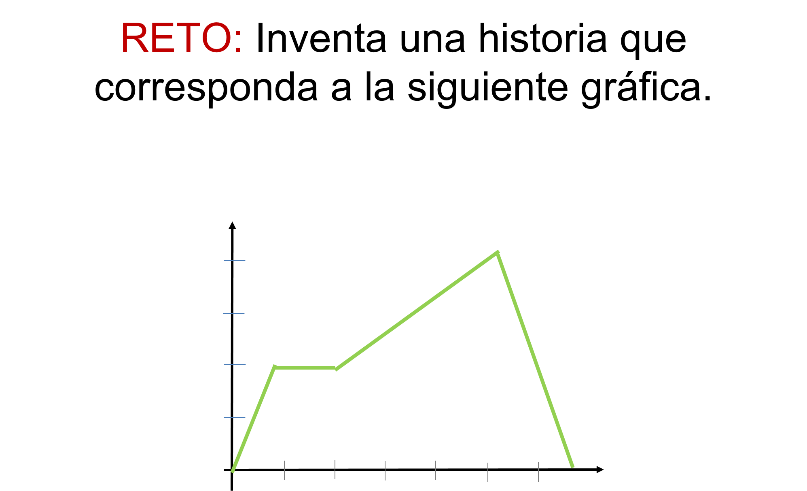 RETO: Inventa una historia que
corresponda a la siguiente gráfica.